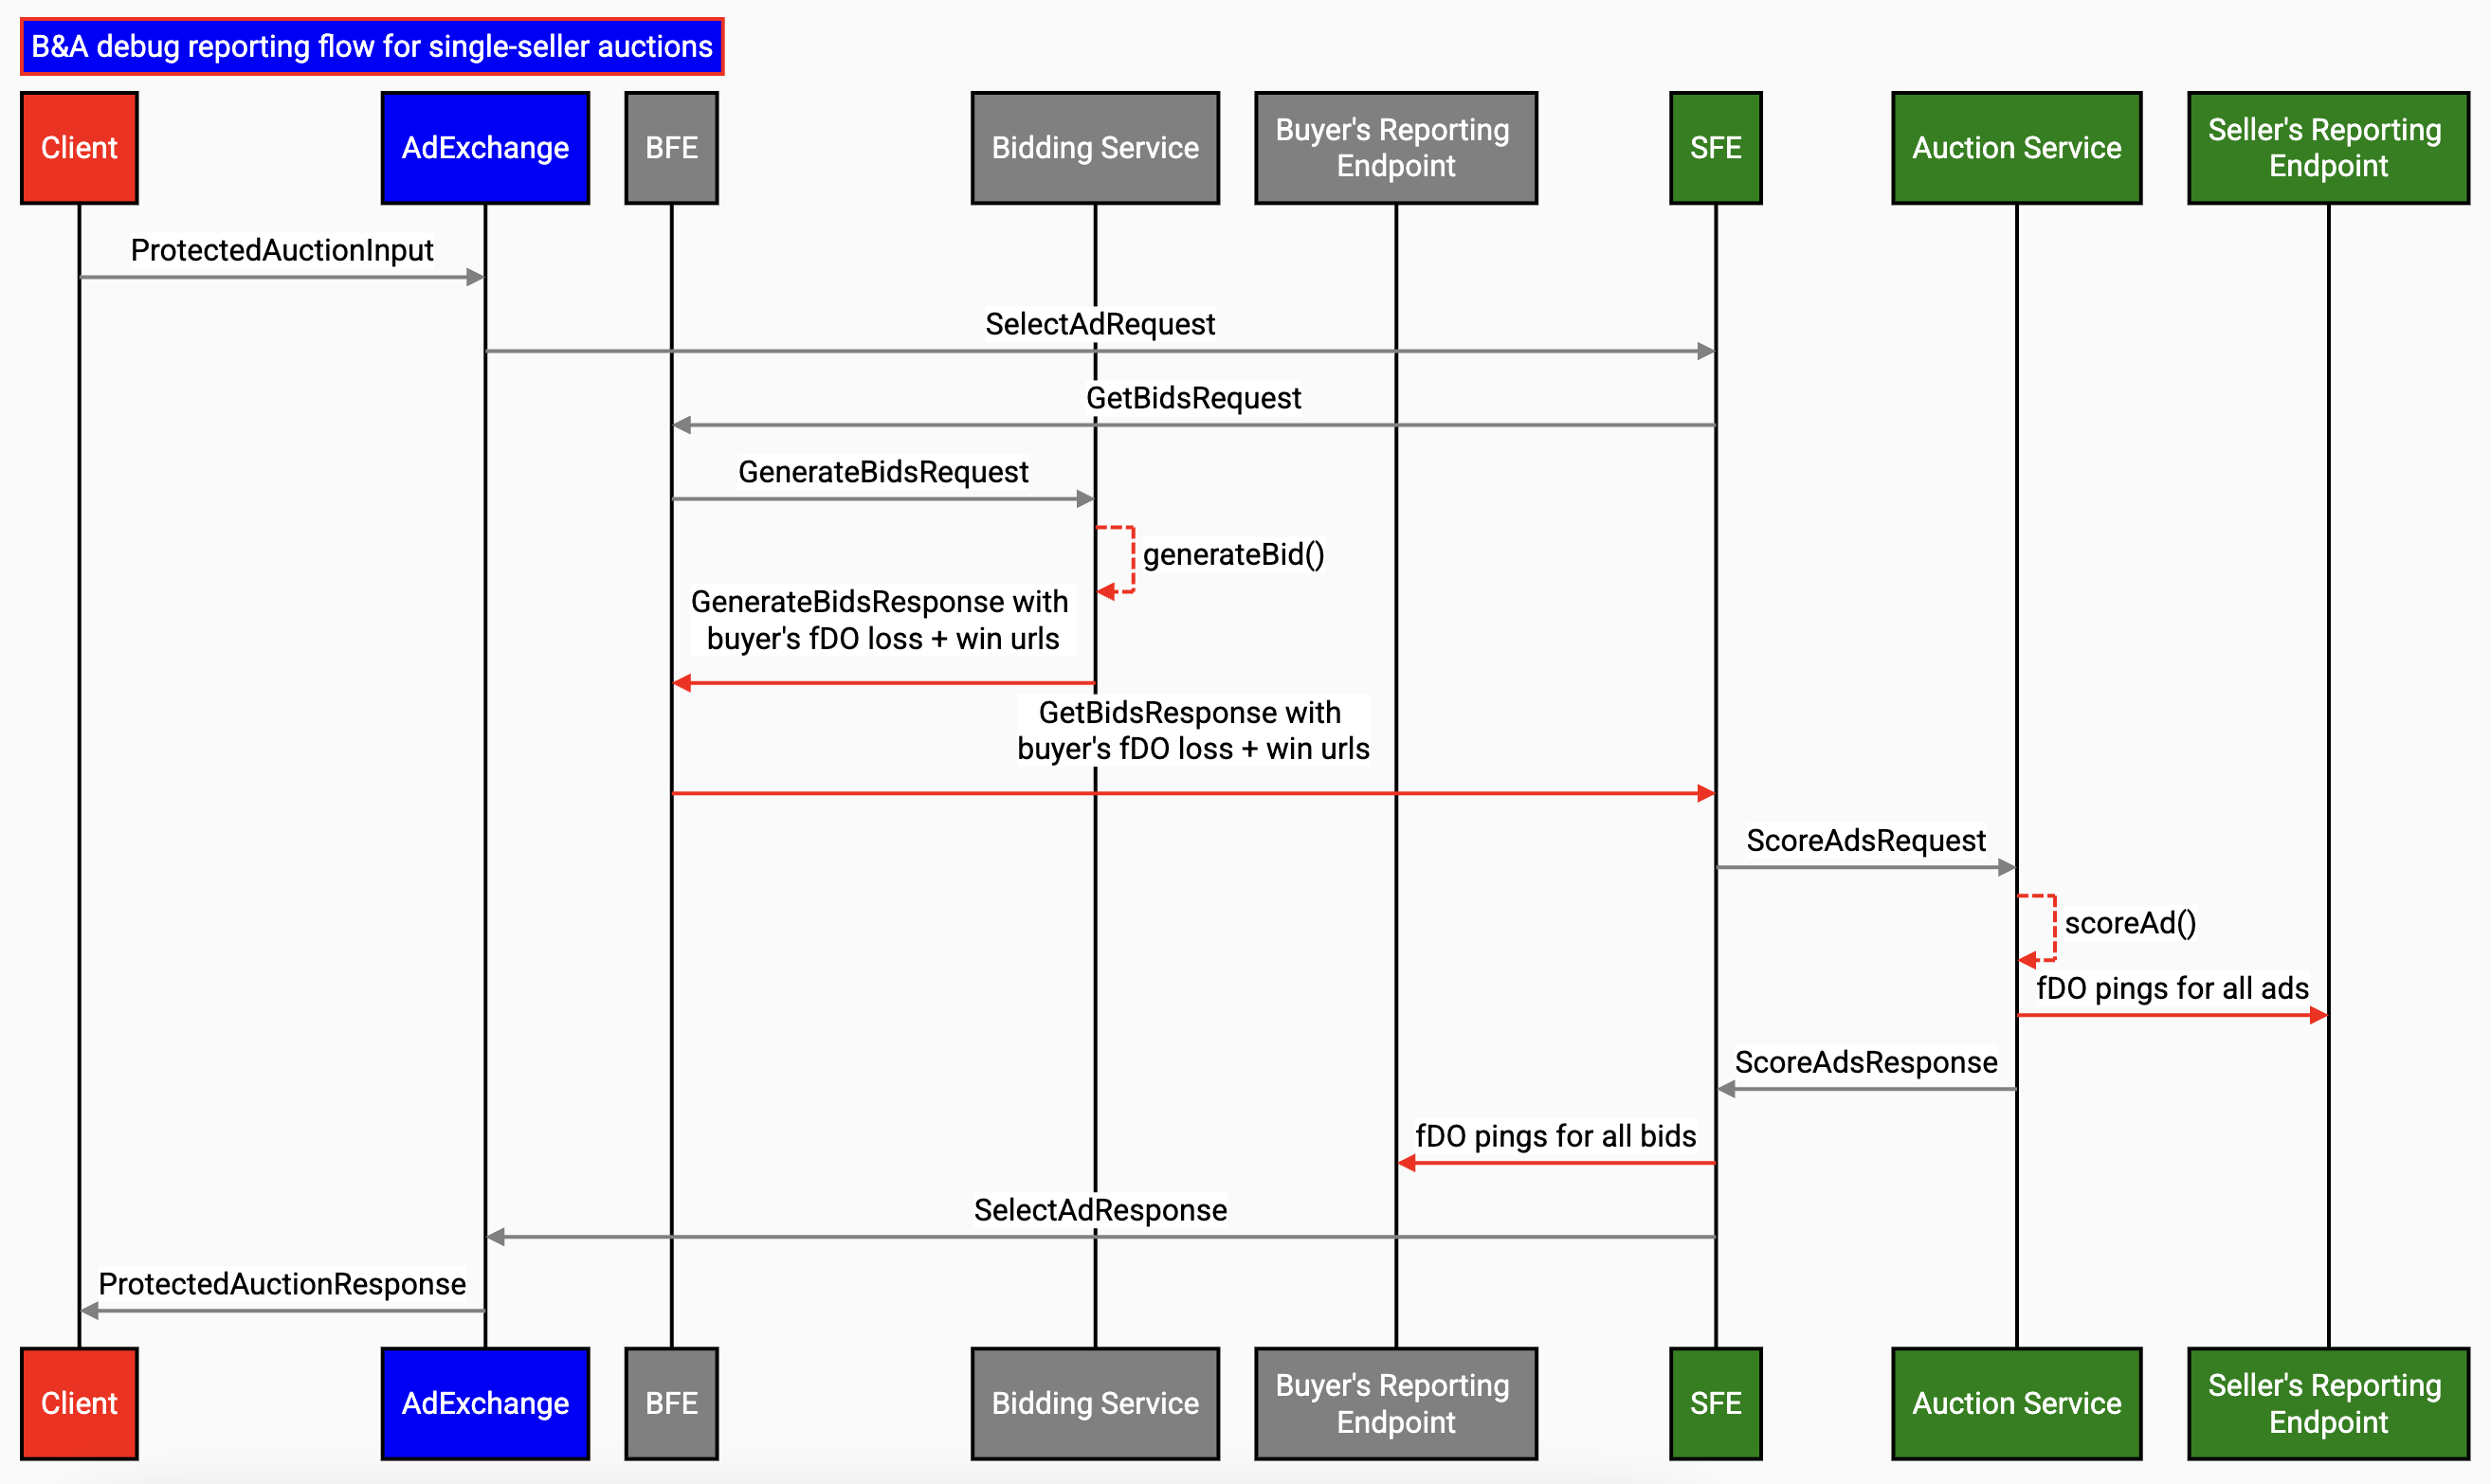 B&A debug reporting flow for single-seller auctions
Client
AdExchange
BFE
Bidding Service
Buyer's Reporting
Endpoint
SFE
Auction Service
Seller's Reporting
Endpoint
ProtectedAuctionInput
SelectAdRequest
GetBidsRequest
GenerateBidsRequest
generateBid()
GenerateBidsResponse with
buyer's fDO loss + win urls
GetBidsResponse with
buyer's fDO loss + win urls
ScoreAdsRequest
scoreAd()
fDO pings for all ads
ScoreAdsResponse
fDO pings for all bids
SelectAdResponse
ProtectedAuctionResponse
Client
AdExchange
BFE
Bidding Service
Buyer's Reporting
Endpoint
SFE
Auction Service
Seller's Reporting
Endpoint